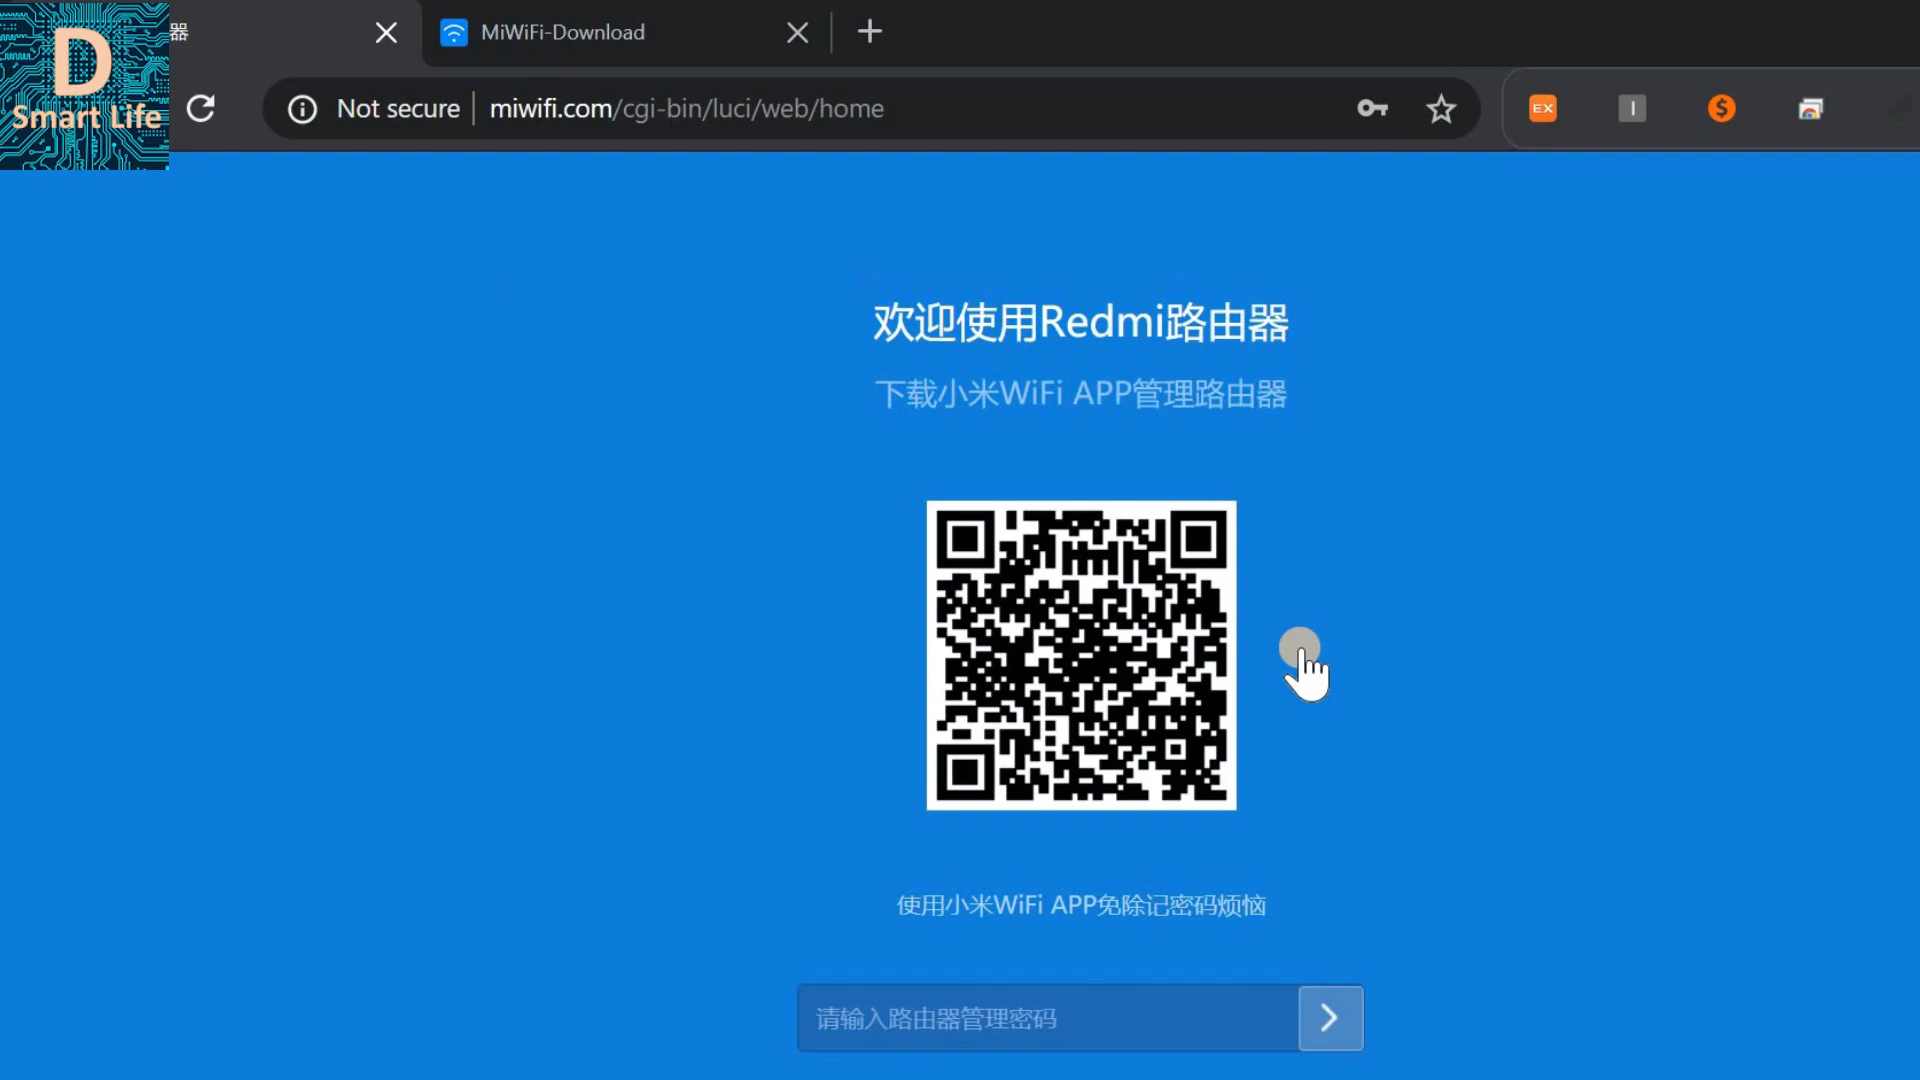 器
MiWiFi-Download
D
Smart Life
Not secure
miwifi.com/cgi-bin/luci/web/home
EX
I
$
欢迎使用Redmi路由器
下载小米WiFi APP管理路由器
使用小米WiFi APP免除记密码烦恼
请输入路由器管理密码